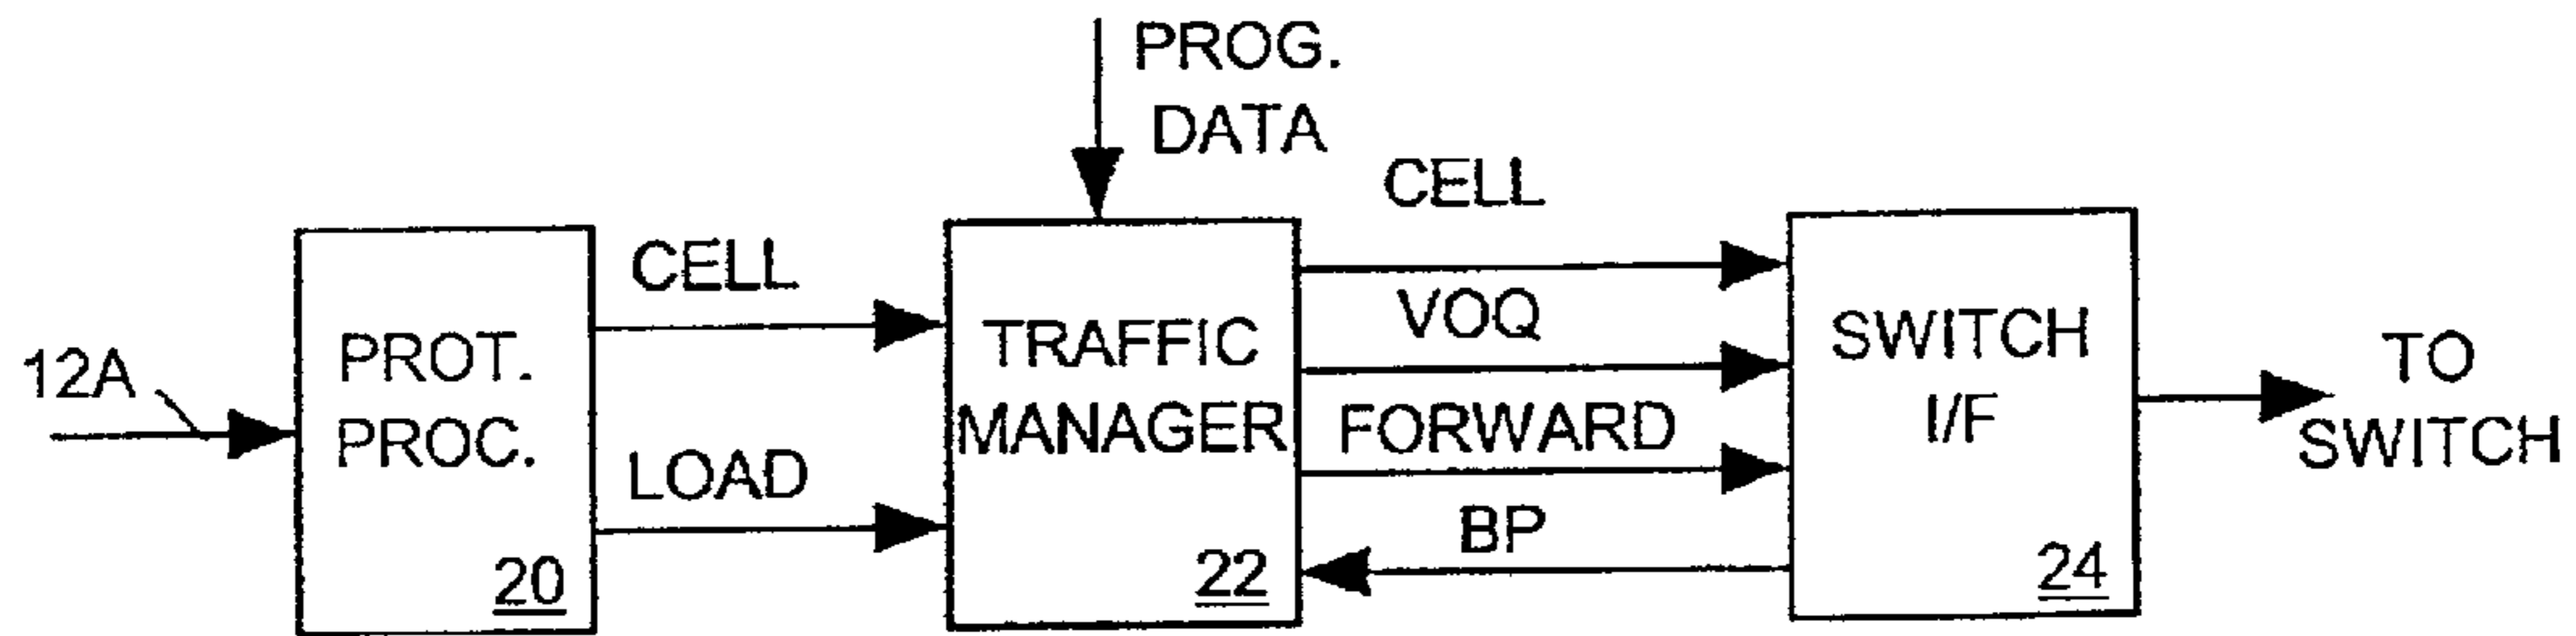 12A
PROT.
PROC.
20
CELL
LOAD
PROG.
DATA
TRAFFIC
MANAGER
22
CELL
VOQ
FORWARD
BP
SWITCH
I/F
24
TO
SWITCH